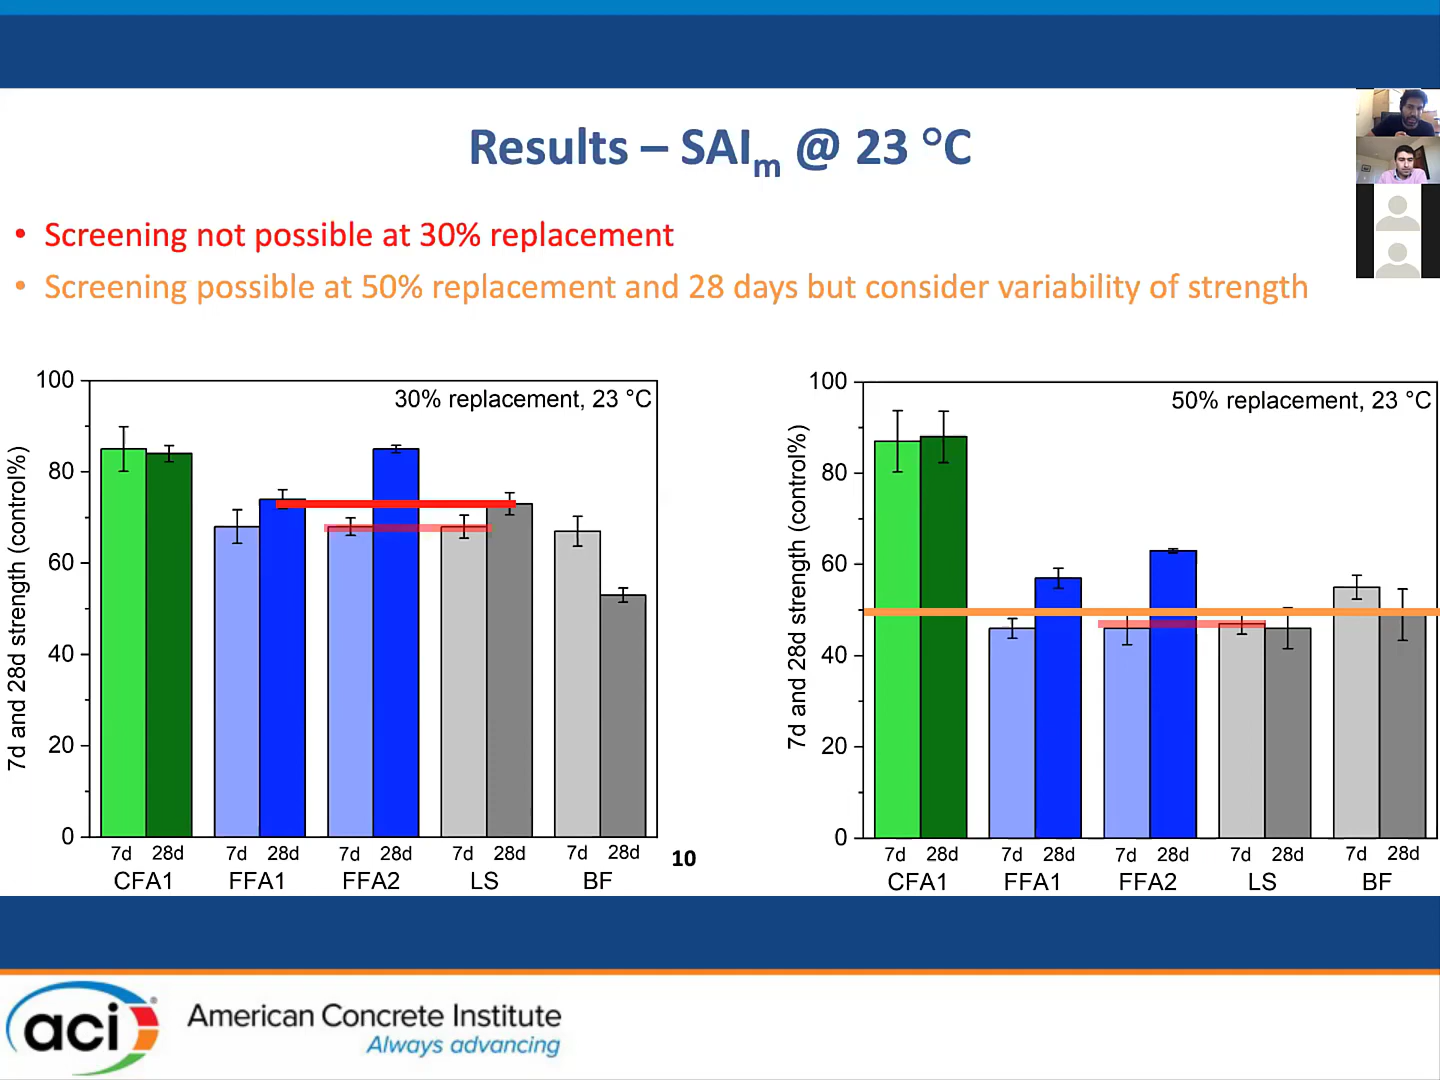 Results – SAIm @ 23 °C
• Screening not possible at 30% replacement
• Screening possible at 50% replacement and 28 days but consider variability of strength
30% replacement, 23 °C
7d and 28d strength (control%)
100
80
60
40
20
0
7d 28d 7d 28d 7d 28d 7d 28d 7d 28d
CFA1 FFA1 FFA2 LS BF
10
50% replacement, 23 °C
7d and 28d strength (control%)
100
80
60
40
20
0
7d 28d 7d 28d 7d 28d 7d 28d 7d 28d
CFA1 FFA1 FFA2 LS BF
aci
American Concrete Institute
Always advancing